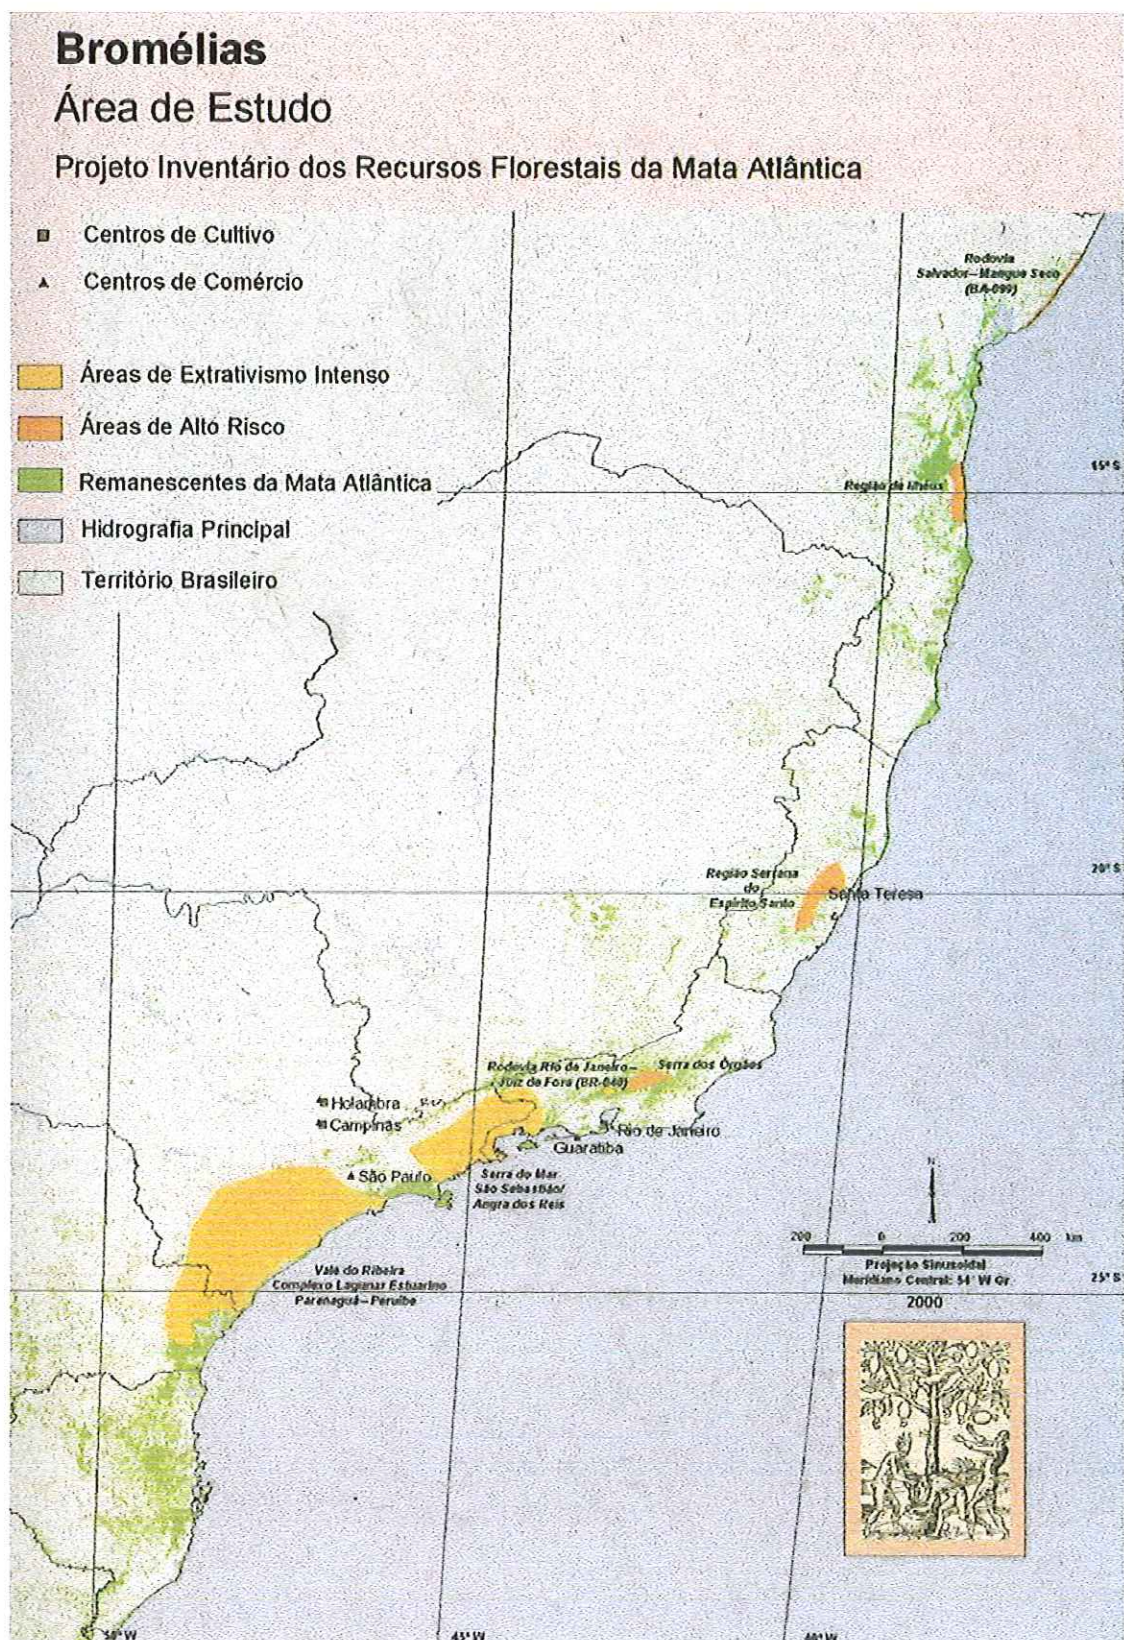 Bromélias
Área de Estudo
Projeto Inventário dos Recursos Florestais da Mata Atlântica
Centros de Cultivo
Centros de Comércio
Áreas de Extrativismo Intenso
Áreas de Alto Risco
Remanescentes da Mata Atlântica
Hidrografia Principal
Território Brasileiro
Rodovia
Salvador–Mangue Seco
(BA-099)
15° S
Região de Ilhéus
20° S
Região Serrana
do
Espírito Santo
Santa Teresa
Rodovia Rio de Janeiro–
Juiz de Fora (BR-040)
Serra dos Órgãos
Holambra
Campinas
Rio de Janeiro
Guaratiba
São Paulo
Serra do Mar
São Sebastião/
Angra dos Reis
N
200 0 200 400 km
Projeção Sinusoidal
Meridiano Central: 54° W Gr.
25° S
2000
Vale do Ribeira
Complexo Lagunar Estuarino
Paranaguá–Peruíbe
50° W
45° W
40° W